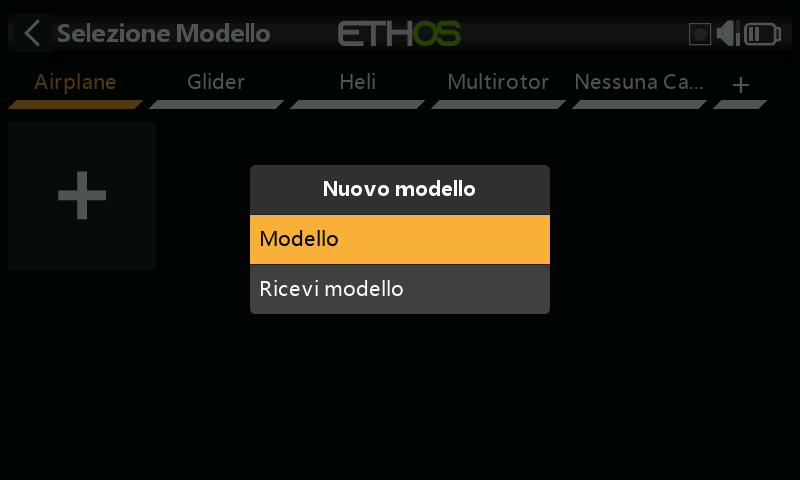 Selezione Modello
ETHOS
Airplane
Glider
Heli
Multirotor
Nessuna Ca...
+
Nuovo modello
Modello
Ricevi modello